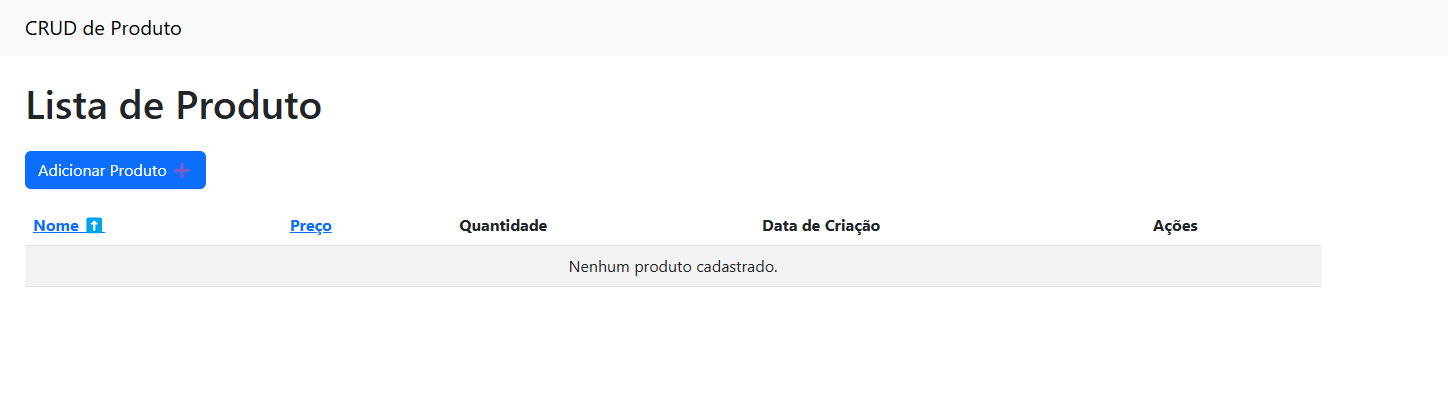 CRUD de Produto
Lista de Produto
Adicionar Produto ➕
Nome ⬆️ Preço Quantidade Data de Criação Ações
Nenhum produto cadastrado.